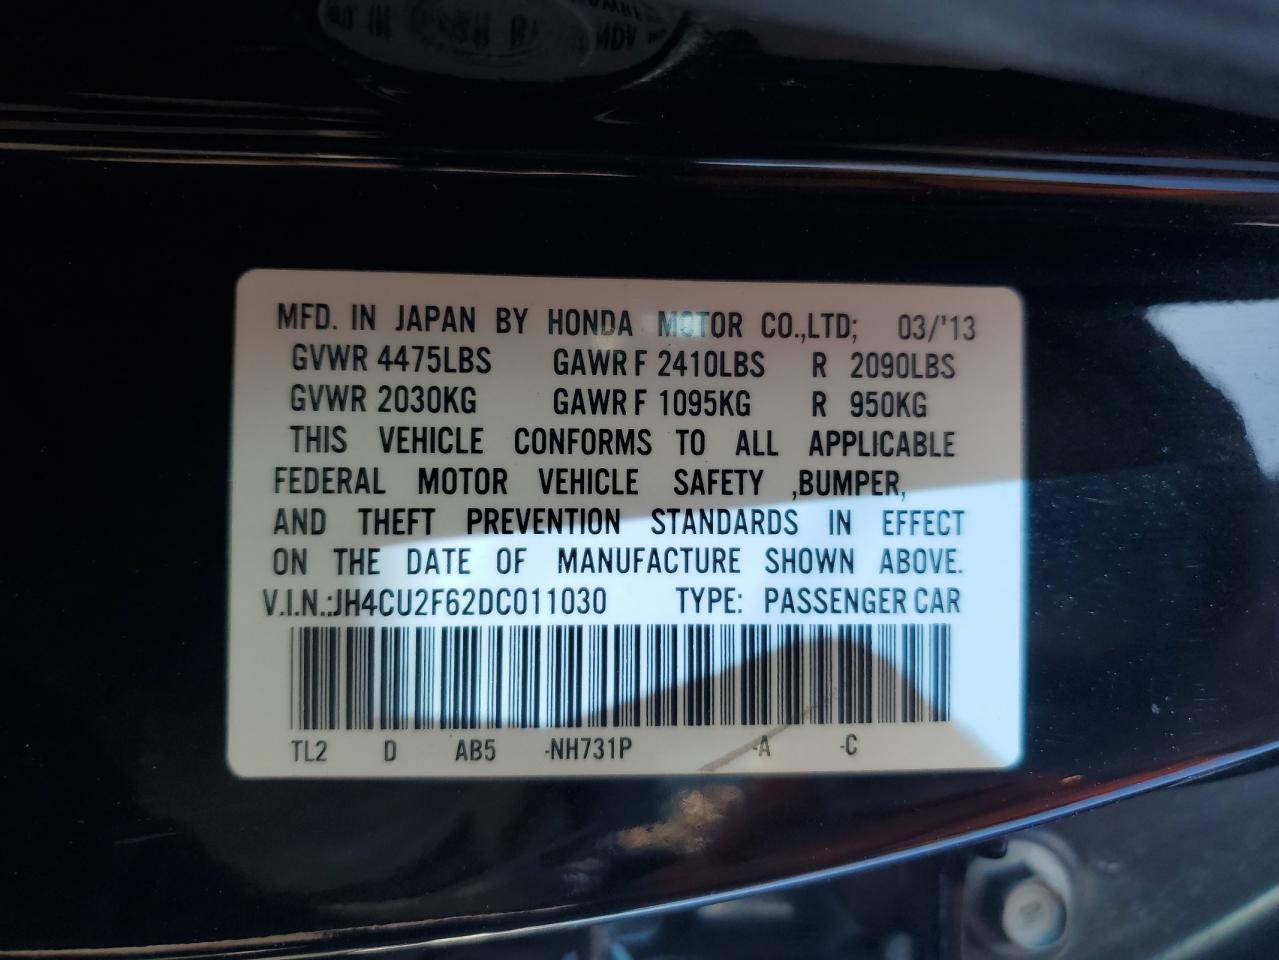 MFD. IN JAPAN BY HONDA MOTOR CO.,LTD; 03/'13
GVWR 4475LBS GAWR F 2410LBS R 2090LBS
GVWR 2030KG GAWR F 1095KG R 950KG
THIS VEHICLE CONFORMS TO ALL APPLICABLE
FEDERAL MOTOR VEHICLE SAFETY ,BUMPER,
AND THEFT PREVENTION STANDARDS IN EFFECT
ON THE DATE OF MANUFACTURE SHOWN ABOVE.
V.I.N.:JH4CU2F62DC011030 TYPE: PASSENGER CAR
TL2 D AB5 -NH731P -A -C